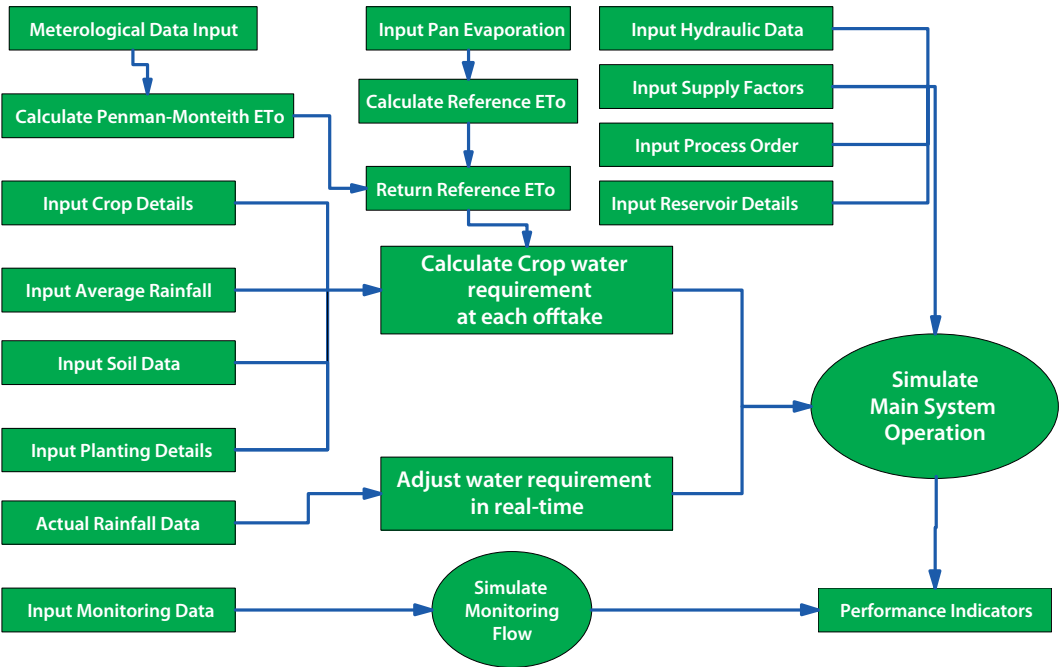 Meterological Data Input
Input Pan Evaporation
Input Hydraulic Data
Input Supply Factors
Calculate Penman-Monteith ETo
Calculate Reference ETo
Input Process Order
Input Crop Details
Return Reference ETo
Input Reservoir Details
Input Average Rainfall
Calculate Crop water
requirement
at each offtake
Input Soil Data
Simulate
Main System
Operation
Input Planting Details
Adjust water requirement
in real-time
Actual Rainfall Data
Input Monitoring Data
Simulate
Monitoring
Flow
Performance Indicators